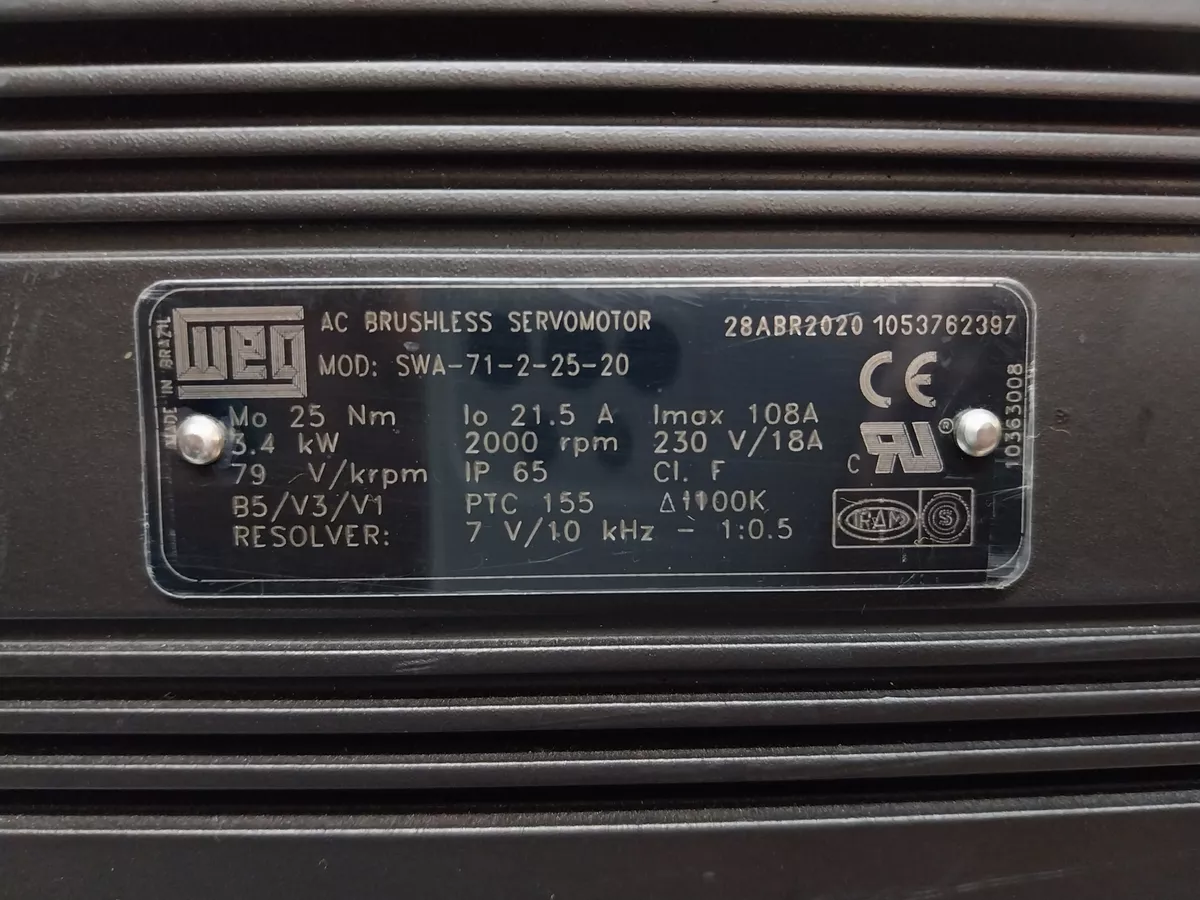 WEG
AC BRUSHLESS SERVOMOTOR
28ABR2020 1053762397
MOD: SWA-71-2-25-20
MADE IN BRAZIL
CE
Mo 25 Nm Io 21.5 A Imax 108A
3.4 kW 2000 rpm 230 V/18A
79 V/krpm IP 65 Cl. F
B5/V3/V1 PTC 155 Δt100K
RESOLVER: 7 V/10 kHz - 1:0.5
c RU ®
IRAM S
10363008